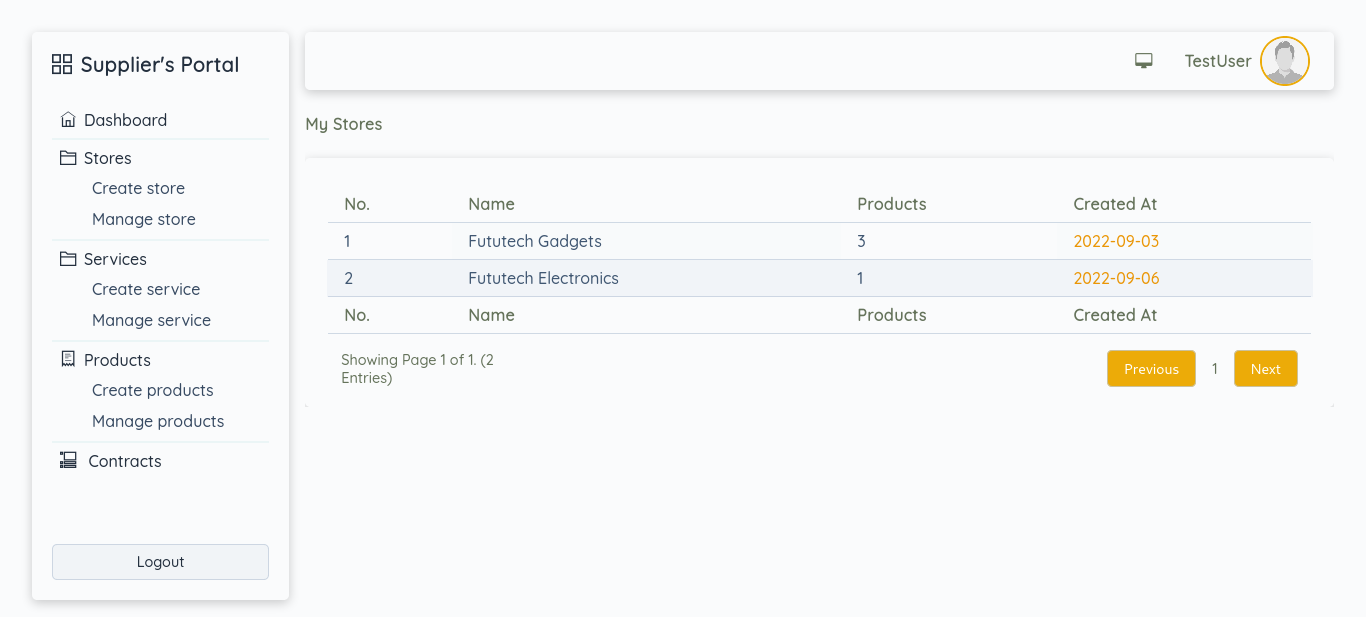 Supplier's Portal
Dashboard
Stores
Create store
Manage store
Services
Create service
Manage service
Products
Create products
Manage products
Contracts
Logout
TestUser
My Stores
No. Name Products Created At
1 Fututech Gadgets 3 2022-09-03
2 Fututech Electronics 1 2022-09-06
No. Name Products Created At
Showing Page 1 of 1. (2
Entries)
Previous 1 Next